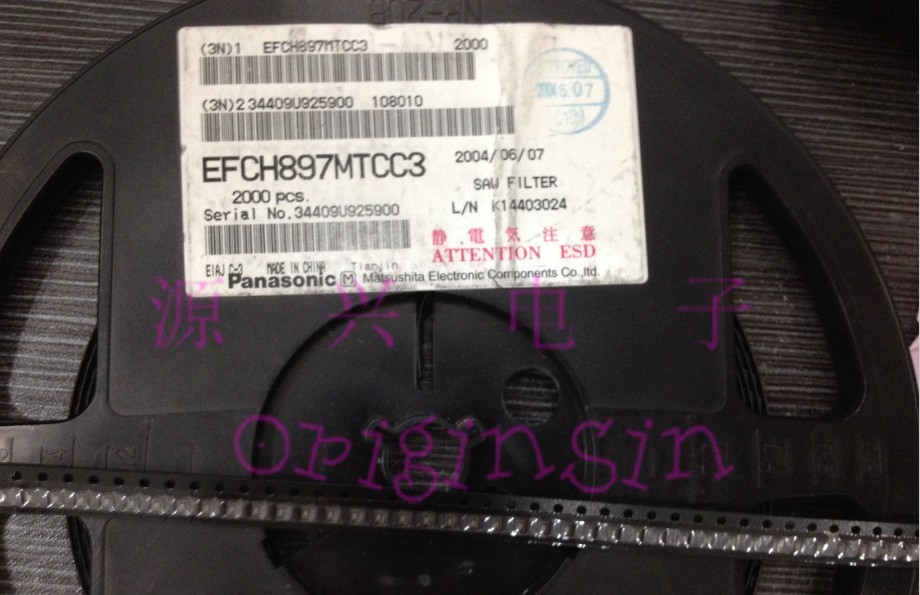 (3N)1 EFCH897MTCC3 2000
(3N)2 34409U925900 108010
2004.6.07
EFCH897MTCC3
2004/06/07
2000 pcs.
SAW FILTER
Serial No.34409U925900
L/N K14403024
静電気注意
ATTENTION ESD
EIAJ C-3 MADE IN CHINA Tianjin
Panasonic M Matsushita Electronic Components Co.,ltd.
源兴电子
Originsin